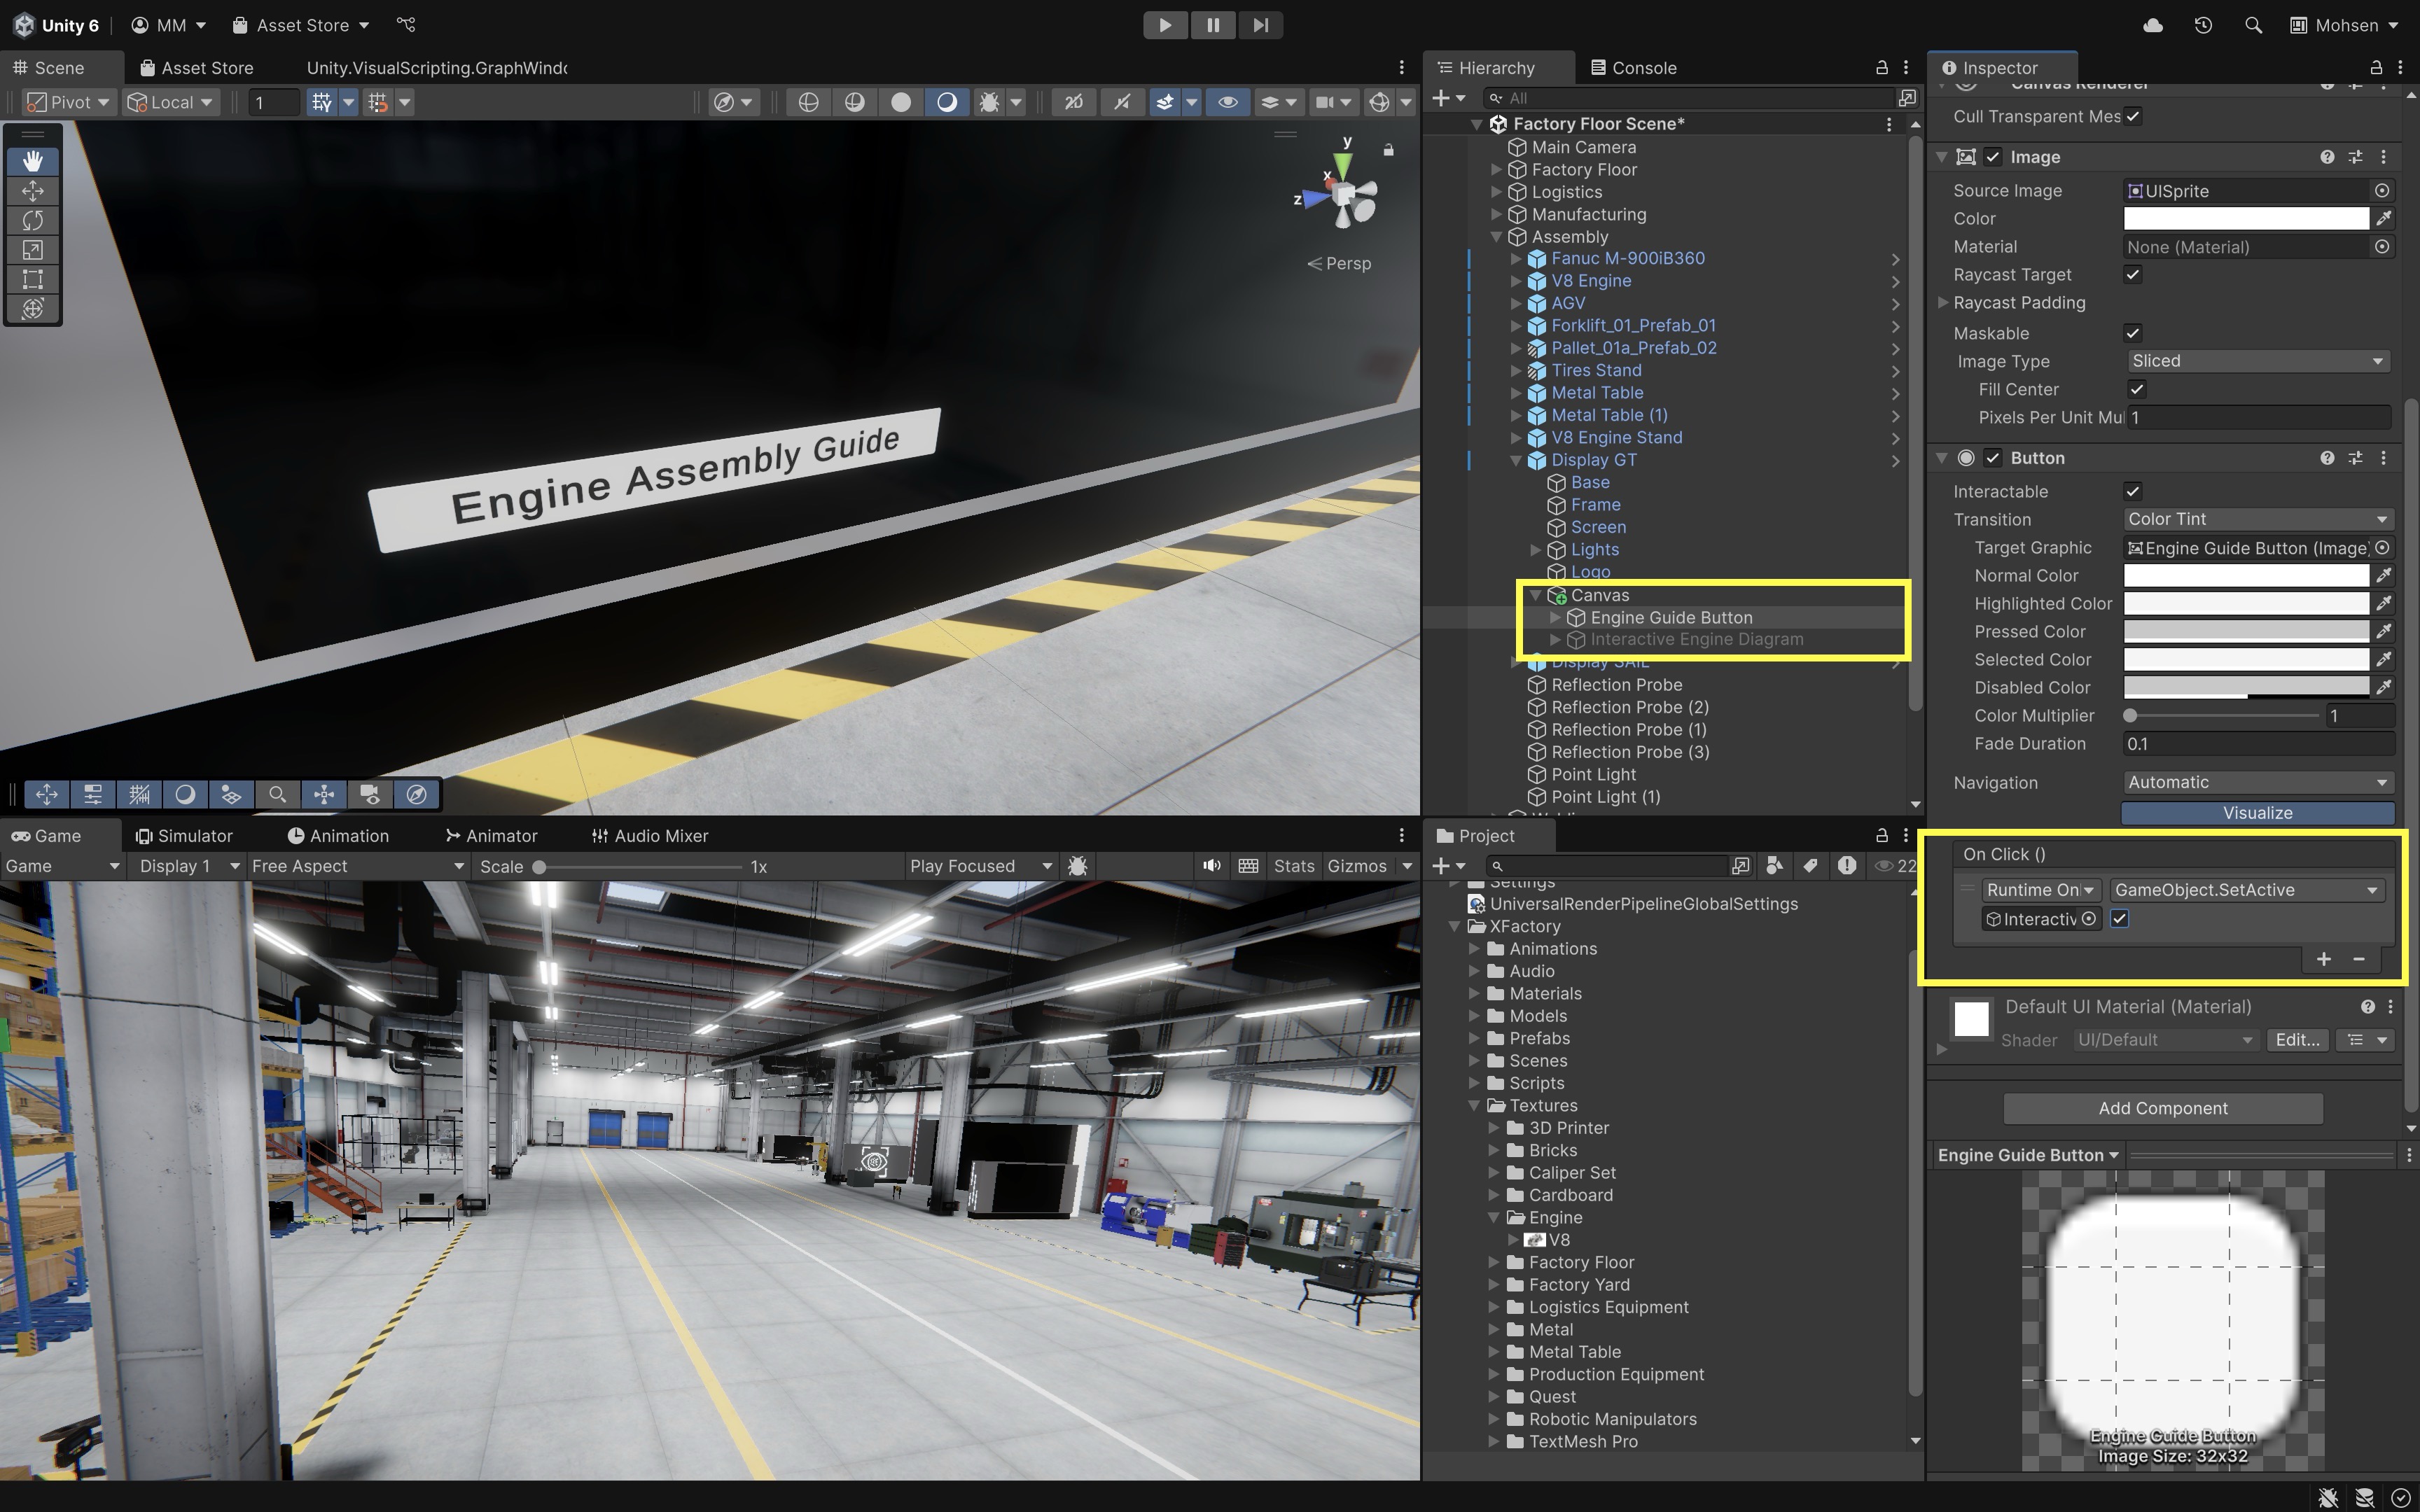 Unity 6
MM
Asset Store
Mohsen
Scene
Asset Store
Unity.VisualScripting.GraphWindo
Pivot
Local
1
2D
y
x
z
Persp
Engine Assembly Guide
Game
Simulator
Animation
Animator
Audio Mixer
Game
Display 1
Free Aspect
Scale
1x
Play Focused
Stats
Gizmos
Hierarchy
Console
All
Factory Floor Scene*
Main Camera
Factory Floor
Logistics
Manufacturing
Assembly
Fanuc M-900iB360
V8 Engine
AGV
Forklift_01_Prefab_01
Pallet_01a_Prefab_02
Tires Stand
Metal Table
Metal Table (1)
V8 Engine Stand
Display GT
Base
Frame
Screen
Lights
Logo
Canvas
Engine Guide Button
Interactive Engine Diagram
Display SAIL
Reflection Probe
Reflection Probe (2)
Reflection Probe (1)
Reflection Probe (3)
Point Light
Point Light (1)
Project
22
Settings
UniversalRenderPipelineGlobalSettings
XFactory
Animations
Audio
Materials
Models
Prefabs
Scenes
Scripts
Textures
3D Printer
Bricks
Caliper Set
Cardboard
Engine
V8
Factory Floor
Factory Yard
Logistics Equipment
Metal
Metal Table
Production Equipment
Quest
Robotic Manipulators
TextMesh Pro
Inspector
Canvas Renderer
Cull Transparent Mes
Image
Source Image
UISprite
Color
Material
None (Material)
Raycast Target
Raycast Padding
Maskable
Image Type
Sliced
Fill Center
Pixels Per Unit Mul
1
Button
Interactable
Transition
Color Tint
Target Graphic
Engine Guide Button (Image)
Normal Color
Highlighted Color
Pressed Color
Selected Color
Disabled Color
Color Multiplier
1
Fade Duration
0.1
Navigation
Automatic
Visualize
On Click ()
Runtime Onl
GameObject.SetActive
Interactiv
Default UI Material (Material)
Shader
UI/Default
Edit...
Add Component
Engine Guide Button
Engine Guide Button
Image Size: 32x32